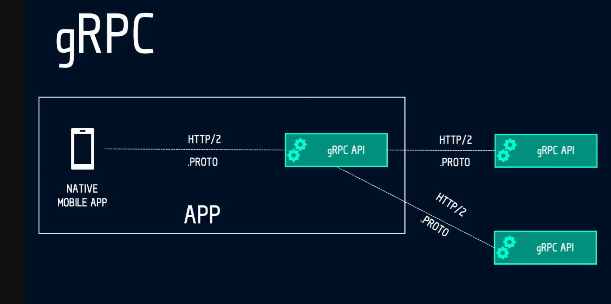 gRPC
HTTP/2
.PROTO
gRPC API
HTTP/2
.PROTO
gRPC API
NATIVE
MOBILE APP
APP
HTTP/2
.PROTO
gRPC API